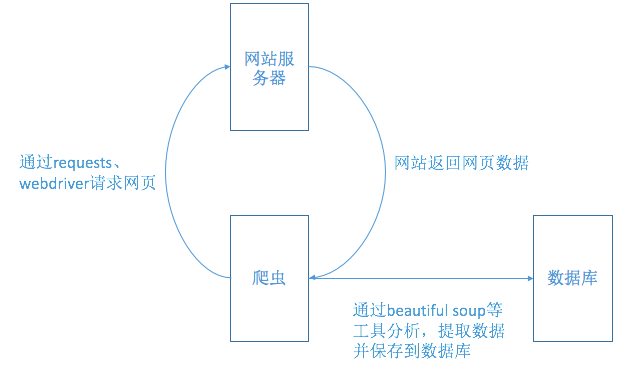 网站服
务器
通过requests、
webdriver请求网页
网站返回网页数据
爬虫
数据库
通过beautiful soup等
工具分析，提取数据
并保存到数据库